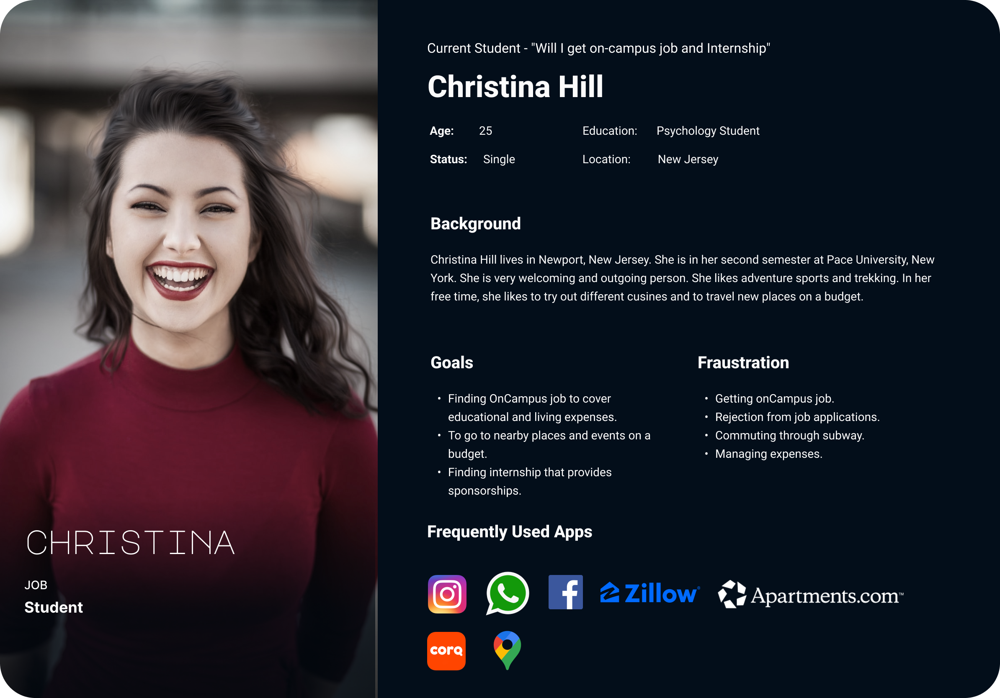 Current Student - "Will I get on-campus job and Internship"
Christina Hill
Age: 25 Education: Psychology Student
Status: Single Location: New Jersey
Background
Christina Hill lives in Newport, New Jersey. She is in her second semester at Pace University, New
York. She is very welcoming and outgoing person. She likes adventure sports and trekking. In her
free time, she likes to try out different cusines and to travel new places on a budget.
Goals
• Finding OnCampus job to cover
educational and living expenses.
• To go to nearby places and events on a
budget.
• Finding internship that provides
sponsorships.
Fraustration
• Getting onCampus job.
• Rejection from job applications.
• Commuting through subway.
• Managing expenses.
Frequently Used Apps
Zillow®
Apartments.com™
corq
CHRISTINA
JOB
Student